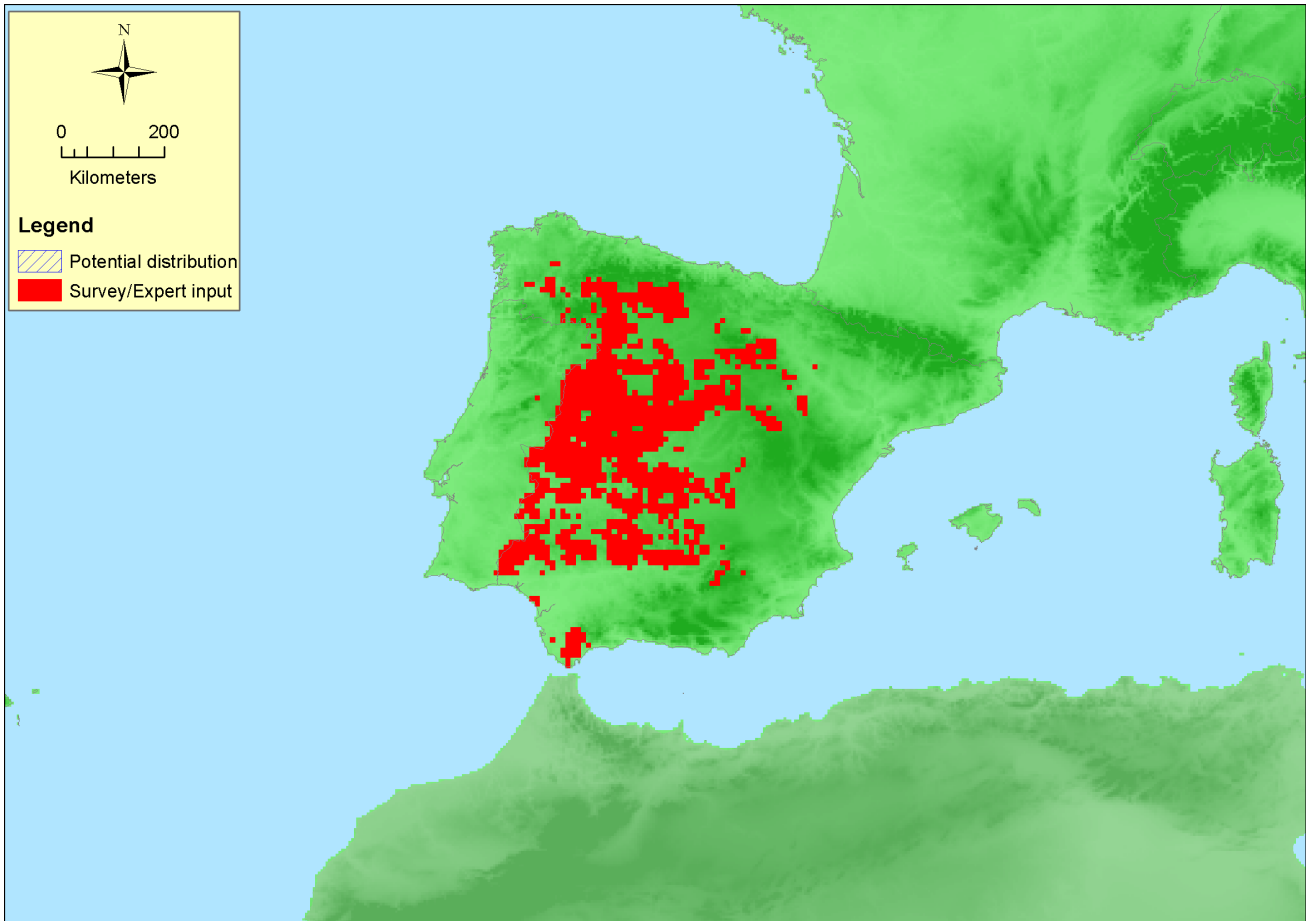 N
0 200
Kilometers
Legend
Potential distribution
Survey/Expert input